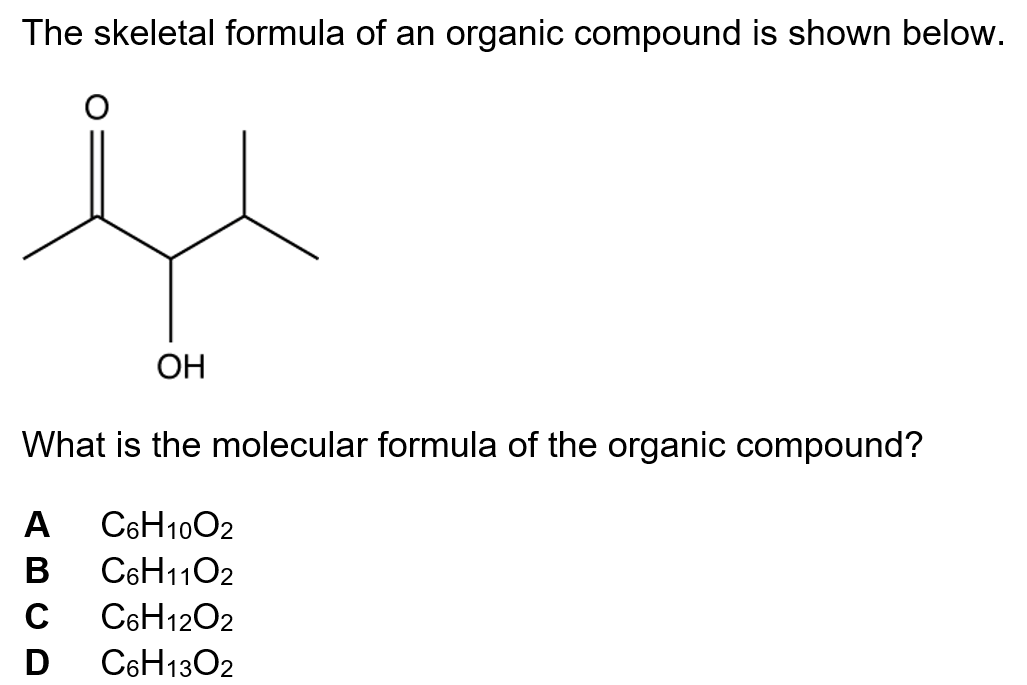 The skeletal formula of an organic compound is shown below.
O
OH
What is the molecular formula of the organic compound?
A C₆H₁₀O₂
B C₆H₁₁O₂
C C₆H₁₂O₂
D C₆H₁₃O₂